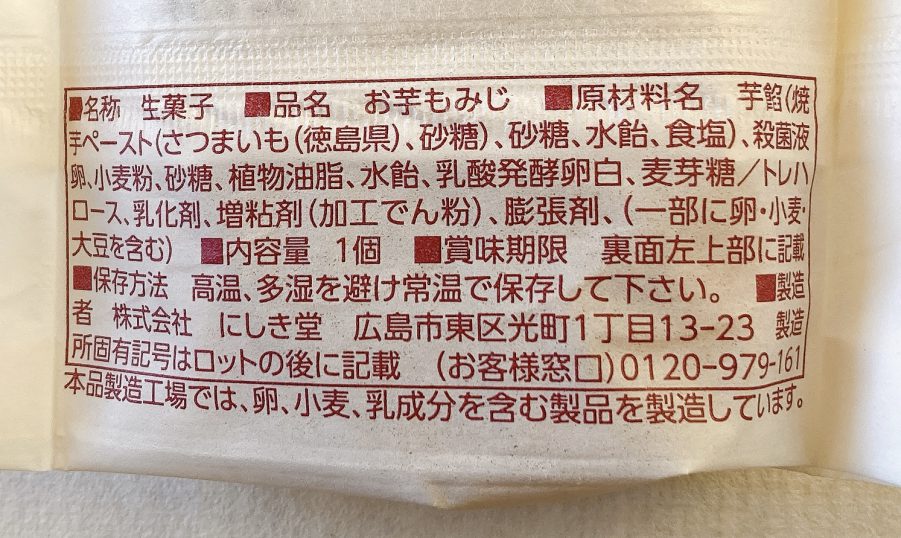 ■名称 生菓子 ■品名 お芋もみじ ■原材料名 芋餡(焼
芋ペースト(さつまいも(徳島県)、砂糖)、砂糖、水飴、食塩)、殺菌液
卵、小麦粉、砂糖、植物油脂、水飴、乳酸発酵卵白、麦芽糖／トレハ
ロース、乳化剤、増粘剤(加工でん粉)、膨張剤、(一部に卵・小麦・
大豆を含む) ■内容量 1個 ■賞味期限 裏面左上部に記載
■保存方法 高温、多湿を避け常温で保存して下さい。 ■製造
者 株式会社 にしき堂 広島市東区光町1丁目13-23 製造
所固有記号はロットの後に記載 (お客様窓口)0120-979-161
本品製造工場では、卵、小麦、乳成分を含む製品を製造しています。